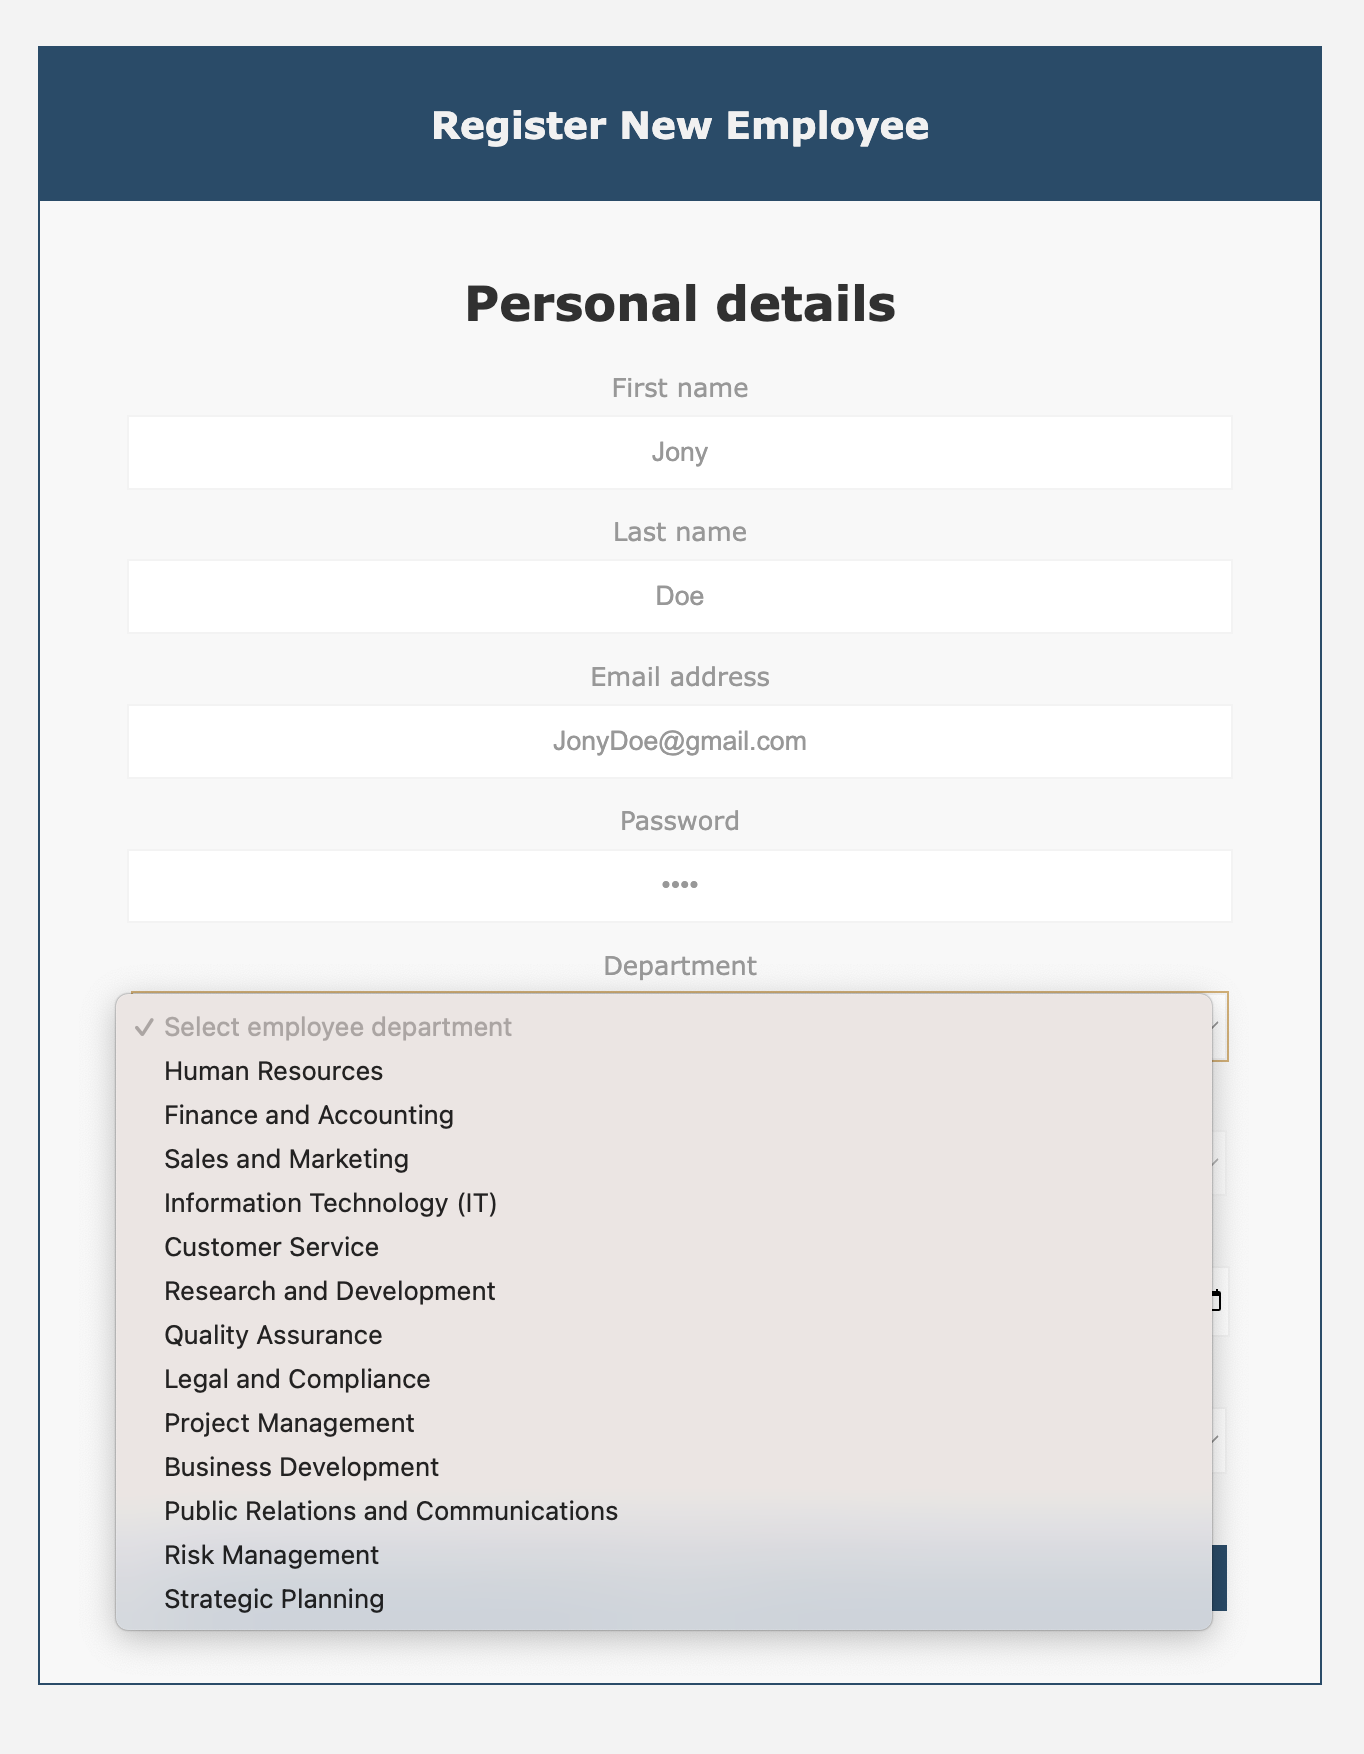 Register New Employee
Personal details
First name
Jony
Last name
Doe
Email address
JonyDoe@gmail.com
Password
••••
Department
✓ Select employee department
Human Resources
Finance and Accounting
Sales and Marketing
Information Technology (IT)
Customer Service
Research and Development
Quality Assurance
Legal and Compliance
Project Management
Business Development
Public Relations and Communications
Risk Management
Strategic Planning